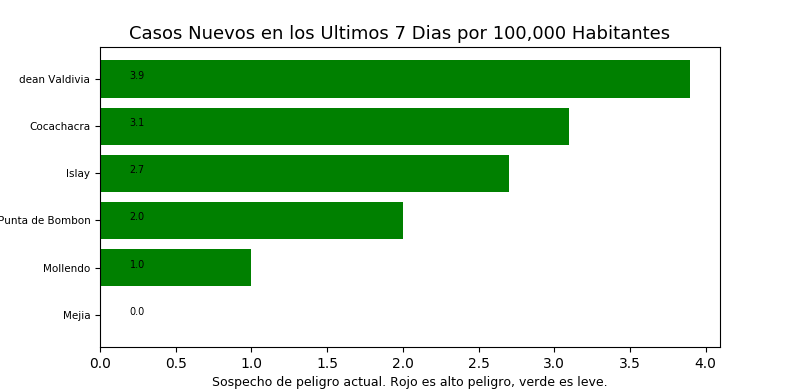 Casos Nuevos en los Ultimos 7 Dias por 100,000 Habitantes
dean Valdivia
3.9
Cocachacra
3.1
Islay
2.7
Punta de Bombon
2.0
Mollendo
1.0
Mejia
0.0
0.0 0.5 1.0 1.5 2.0 2.5 3.0 3.5 4.0
Sospecho de peligro actual. Rojo es alto peligro, verde es leve.